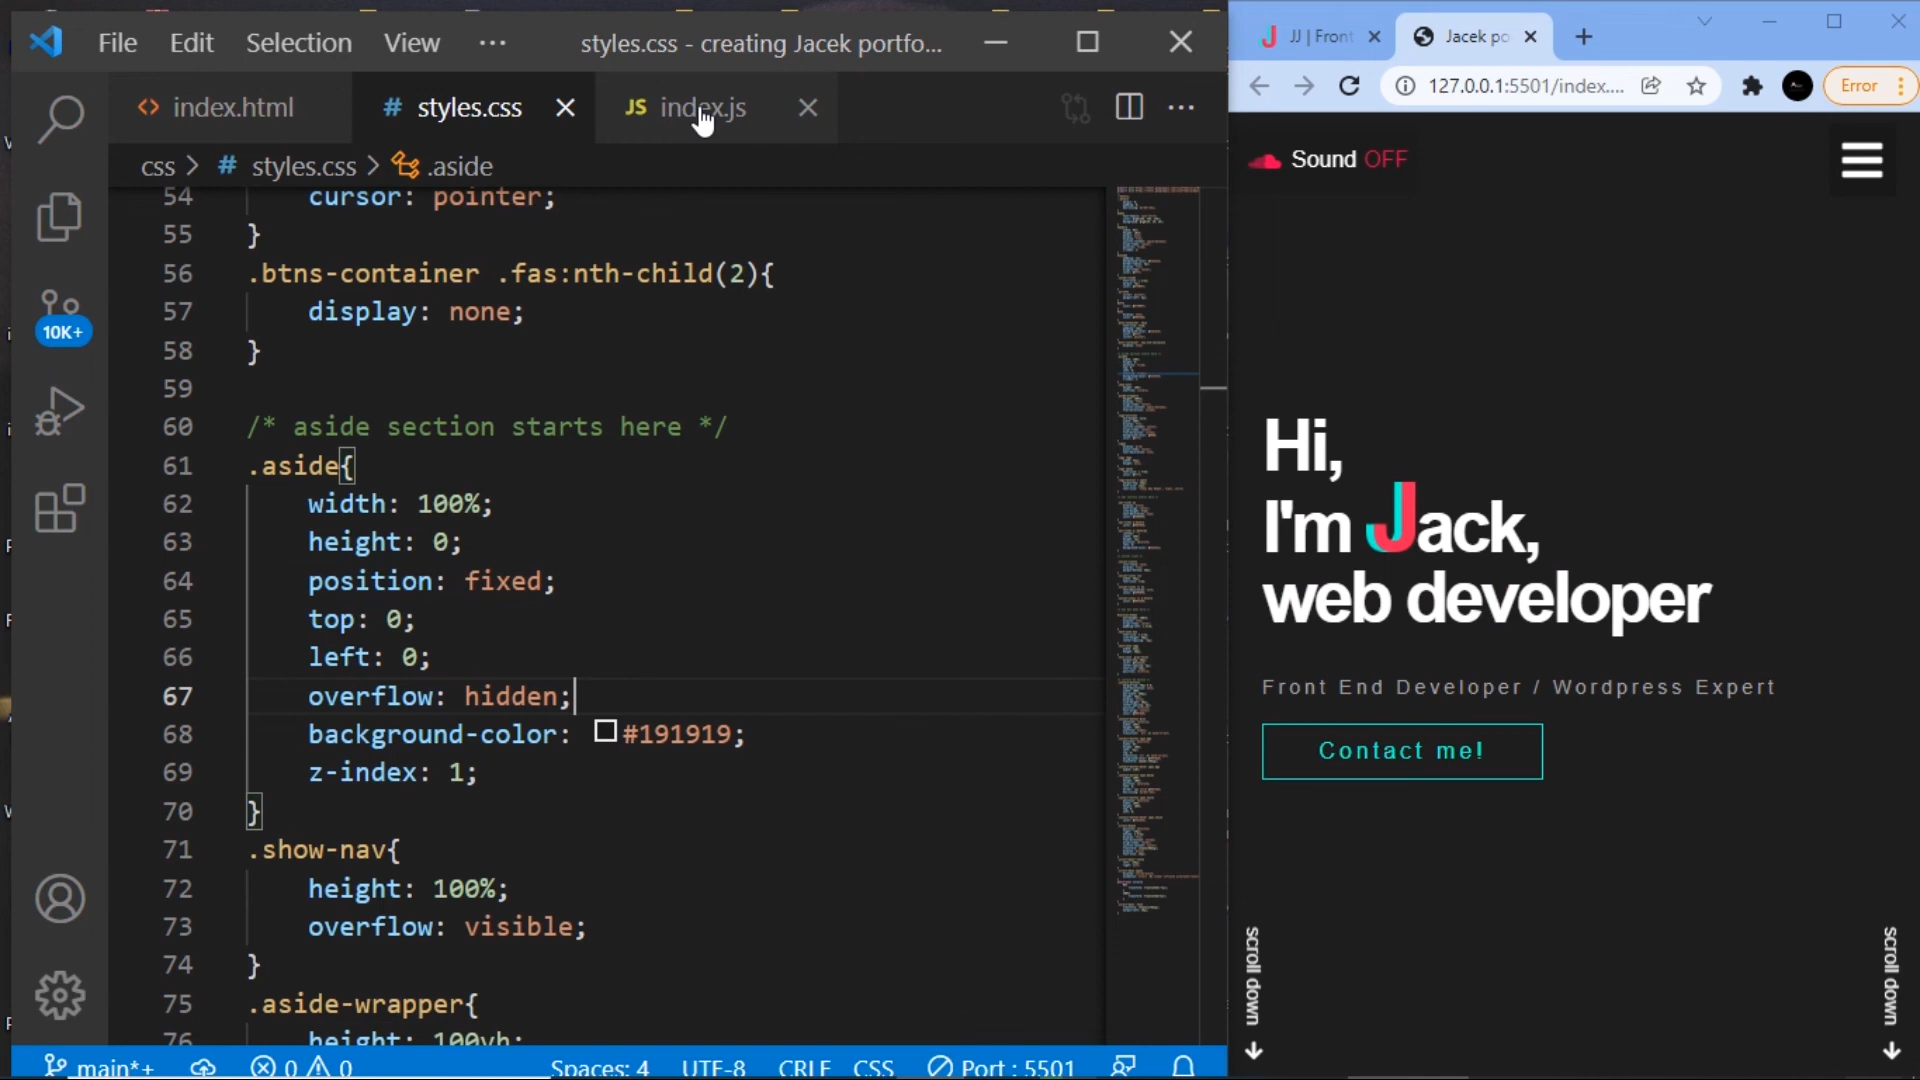 File Edit Selection View ··· styles.css - creating Jacek portfo...
index.html # styles.css JS index.js
css > # styles.css > .aside
54 cursor: pointer;
55 }
56 .btns-container .fas:nth-child(2){
57 display: none;
58 }
59
60 /* aside section starts here */
61 .aside{
62 width: 100%;
63 height: 0;
64 position: fixed;
65 top: 0;
66 left: 0;
67 overflow: hidden;
68 background-color: #191919;
69 z-index: 1;
70 }
71 .show-nav{
72 height: 100%;
73 overflow: visible;
74 }
75 .aside-wrapper{
76 height: 100vh;
10K+
main*+ 0 0 Spaces: 4 UTF-8 CRLF CSS Port : 5501
JJ | Front Jacek po
127.0.0.1:5501/index.... Error
Sound OFF
Hi,
I'm Jack,
web developer
Front End Developer / Wordpress Expert
Contact me!
scroll down
scroll down